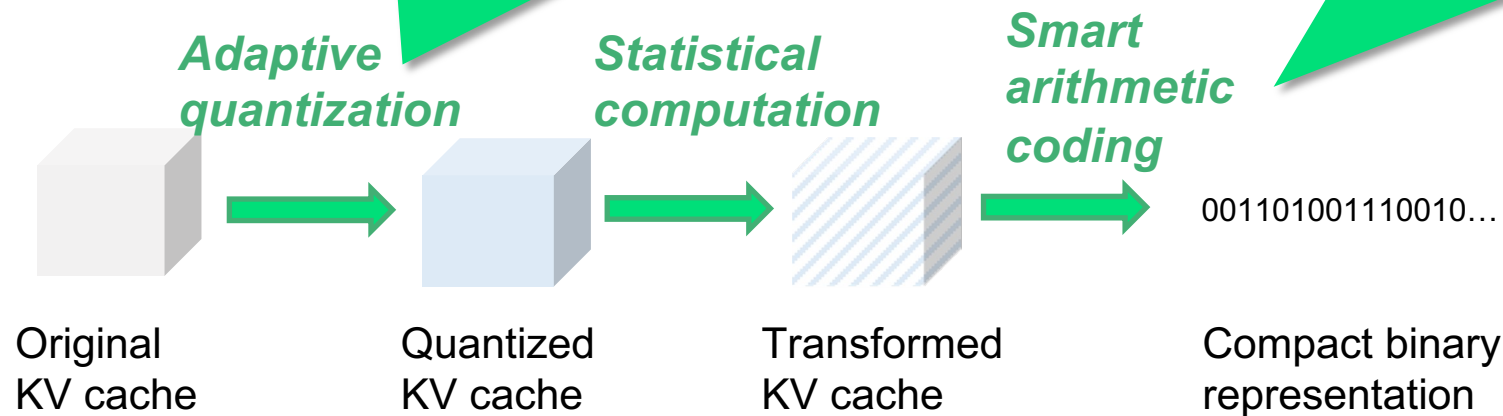 Adaptive
quantization
Statistical
computation
Smart
arithmetic
coding
001101001110010…
Original
KV cache
Quantized
KV cache
Transformed
KV cache
Compact binary
representation